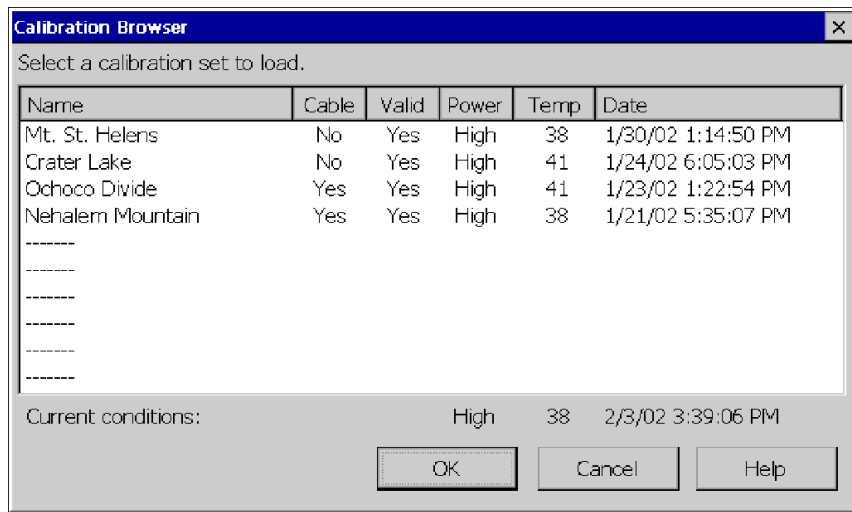 Calibration Browser
Select a calibration set to load.
Name Cable Valid Power Temp Date
Mt. St. Helens No Yes High 38 1/30/02 1:14:50 PM
Crater Lake No Yes High 41 1/24/02 6:05:03 PM
Ochoco Divide Yes Yes High 41 1/23/02 1:22:54 PM
Nehalem Mountain Yes Yes High 38 1/21/02 5:35:07 PM
-------
-------
-------
-------
-------
-------
Current conditions: High 38 2/3/02 3:39:06 PM
OK Cancel Help